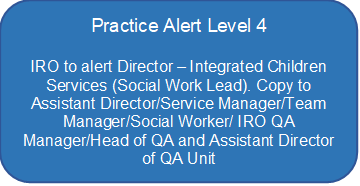 Practice Alert Level 4
IRO to alert Director – Integrated Children
Services (Social Work Lead). Copy to
Assistant Director/Service Manager/Team
Manager/Social Worker/ IRO QA
Manager/Head of QA and Assistant Director
of QA Unit